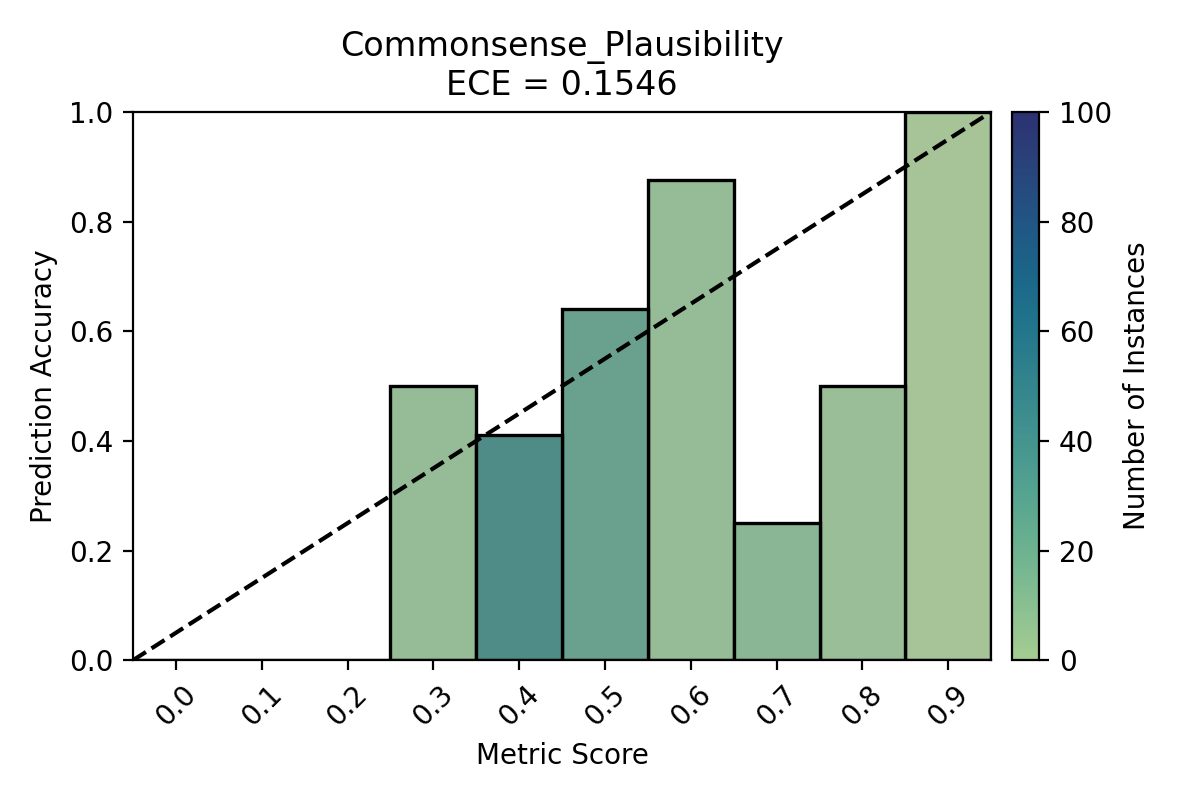 Commonsense_Plausibility
ECE = 0.1546
1.0
0.8
0.6
0.4
0.2
0.0
Prediction Accuracy
0.0 0.1 0.2 0.3 0.4 0.5 0.6 0.7 0.8 0.9
Metric Score
100
80
60
40
20
0
Number of Instances